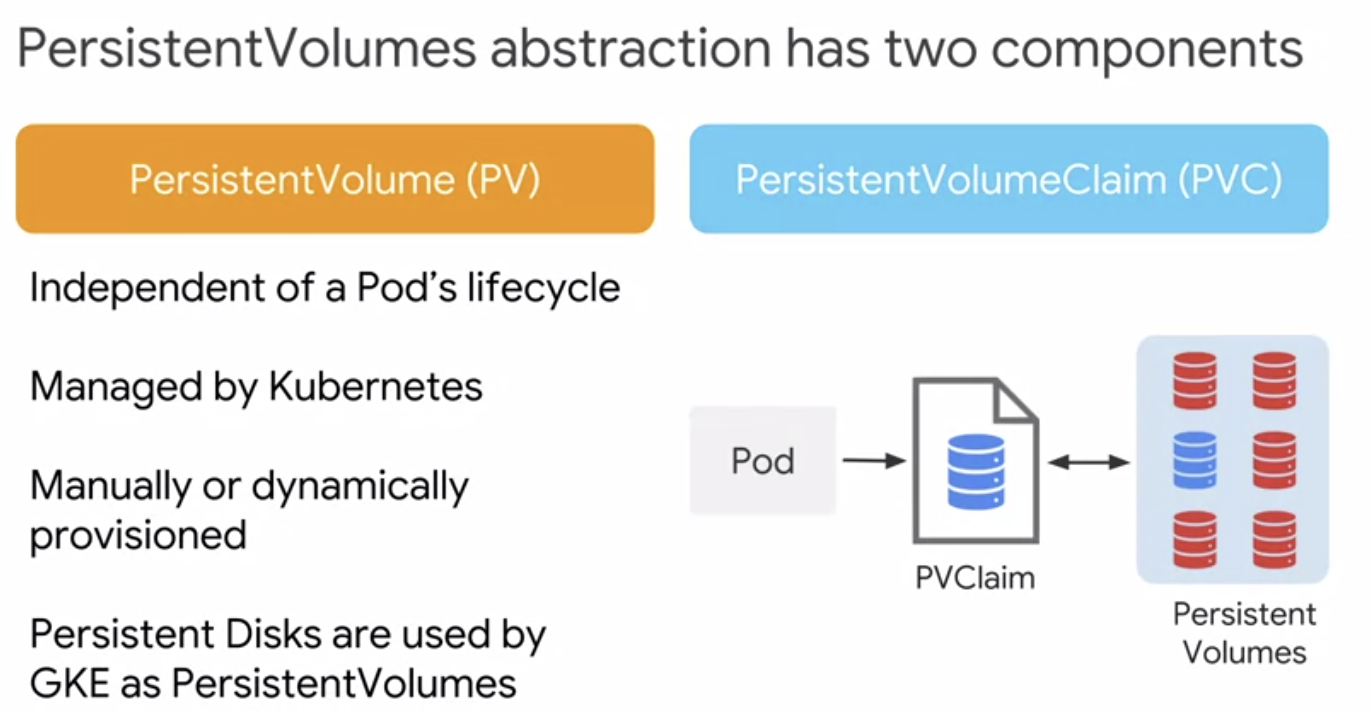 PersistentVolumes abstraction has two components
PersistentVolume (PV)
Independent of a Pod’s lifecycle
Managed by Kubernetes
Manually or dynamically
provisioned
Persistent Disks are used by
GKE as PersistentVolumes
PersistentVolumeClaim (PVC)
Pod
PVClaim
Persistent
Volumes